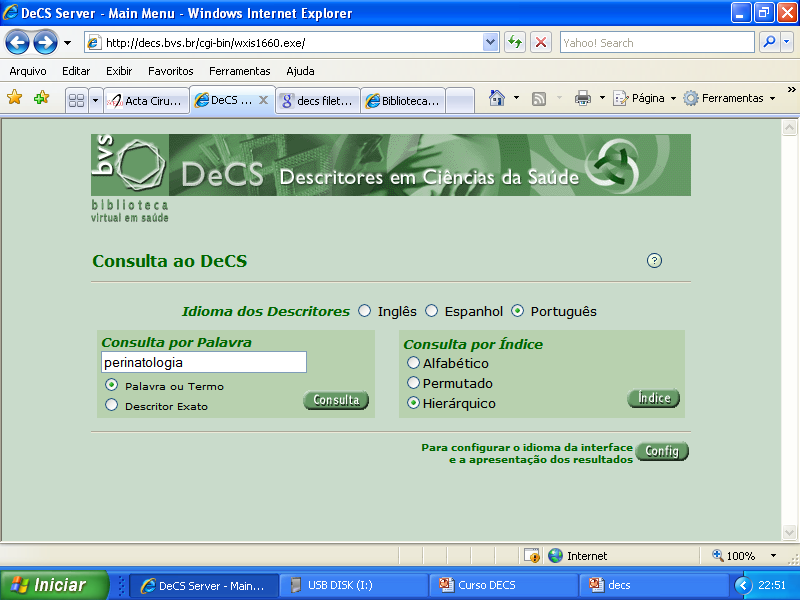 DeCS Server - Main Menu - Windows Internet Explorer
http://decs.bvs.br/cgi-bin/wxis1660.exe/
Yahoo! Search
Arquivo Editar Exibir Favoritos Ferramentas Ajuda
Acta Ciru... DeCS ... decs filet... Biblioteca... Página Ferramentas
bvs
DeCS Descritores em Ciências da Saúde
biblioteca
virtual em saúde
Consulta ao DeCS
?
Idioma dos Descritores Inglês Espanhol Português
Consulta por Palavra
perinatologia
Palavra ou Termo
Descritor Exato
Consulta
Consulta por Índice
Alfabético
Permutado
Hierárquico
Índice
Para configurar o idioma da interface
e a apresentação dos resultados
Config
Internet 100%
Iniciar DeCS Server - Main... USB DISK (I:) Curso DECS decs 22:51